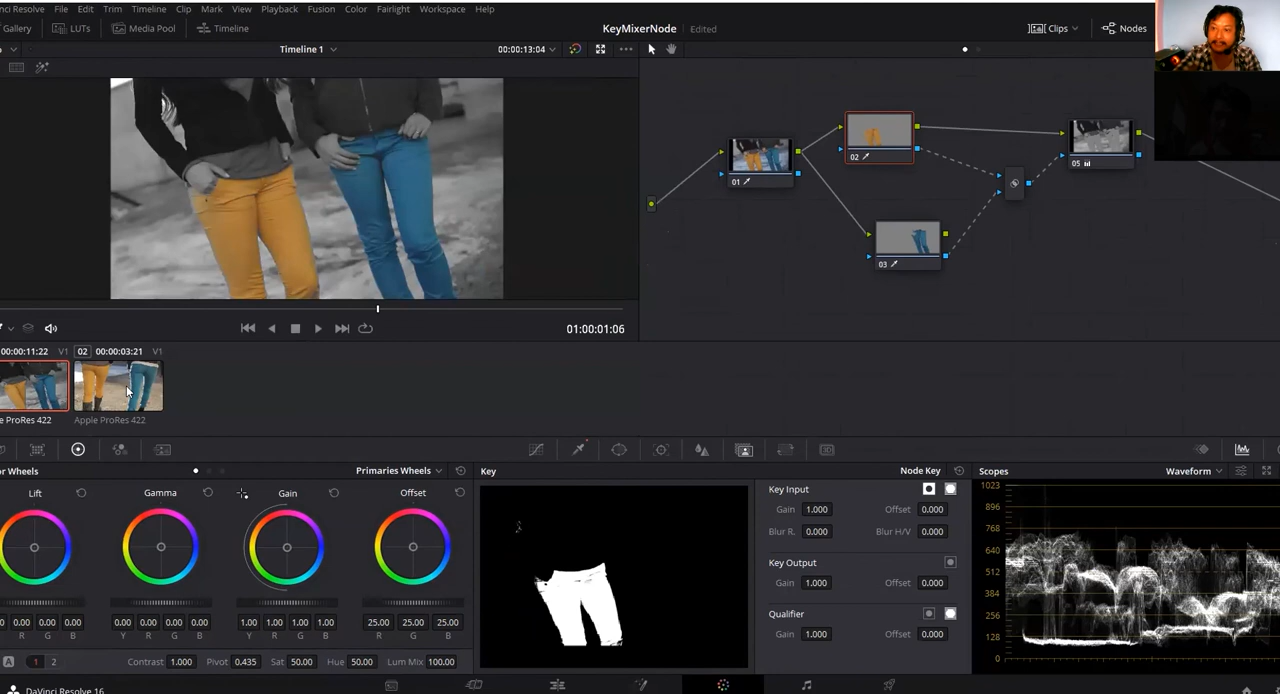 inci Resolve File Edit Trim Timeline Clip Mark View Playback Fusion Color Fairlight Workspace Help
Gallery LUTs Media Pool Timeline KeyMixerNode Edited Clips Nodes
Timeline 1 00:00:13:04
01
02
03
05
01:00:01:06
00:00:11:22 V1 02 00:00:03:21 V1
e ProRes 422 Apple ProRes 422
or Wheels Primaries Wheels Key Node Key Scopes Waveform
Lift Gamma Gain Offset
0.00 0.00 0.00 0.00 0.00 0.00 0.00 1.00 1.00 1.00 1.00 25.00 25.00 25.00
R G B Y R G B Y R G B R G B
A 1 2 Contrast 1.000 Pivot 0.435 Sat 50.00 Hue 50.00 Lum Mix 100.00
Key Input
Gain 1.000 Offset 0.000
Blur R. 1.000 Blur H/V 0.000
Key Output
Gain 1.000 Offset 0.000
Qualifier
Gain 1.000 Offset 0.000
1023
896
768
640
512
384
256
128
0
DaVinci Resolve 16